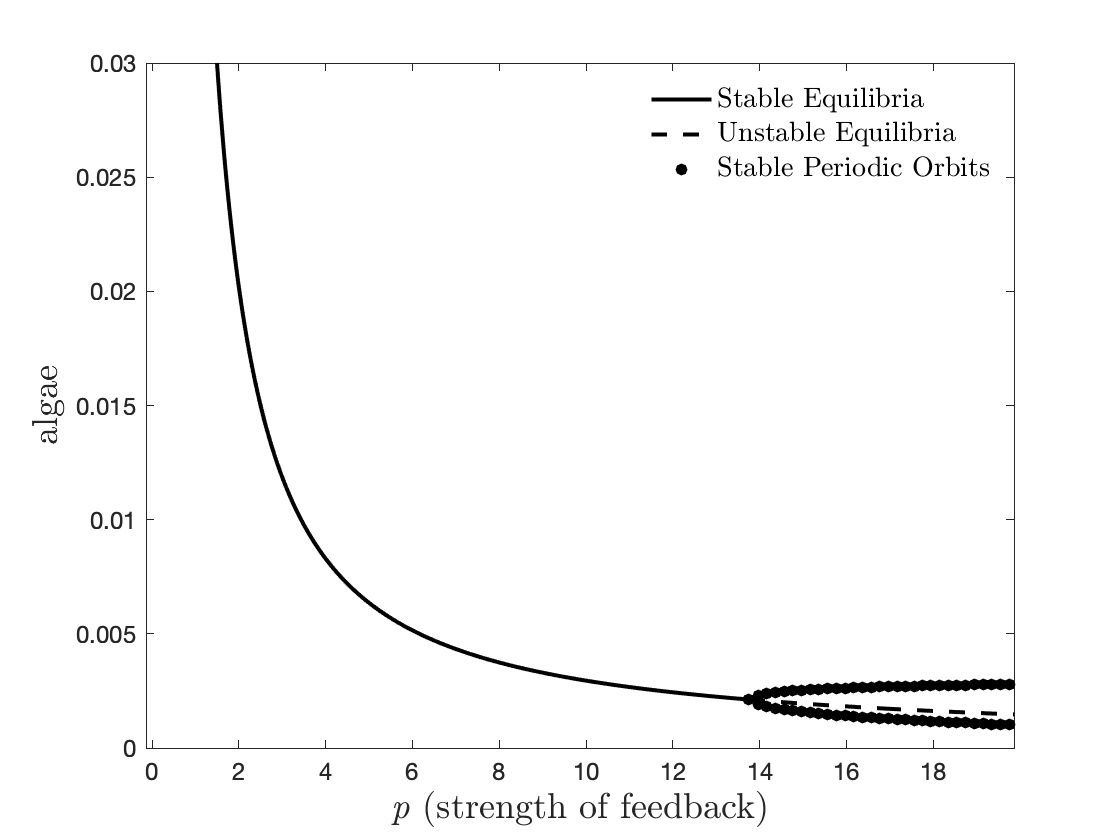 0.03
Stable Equilibria
Unstable Equilibria
Stable Periodic Orbits
0.025
0.02
0.015
algae
0.01
0.005
0
0 2 4 6 8 10 12 14 16 18
p (strength of feedback)